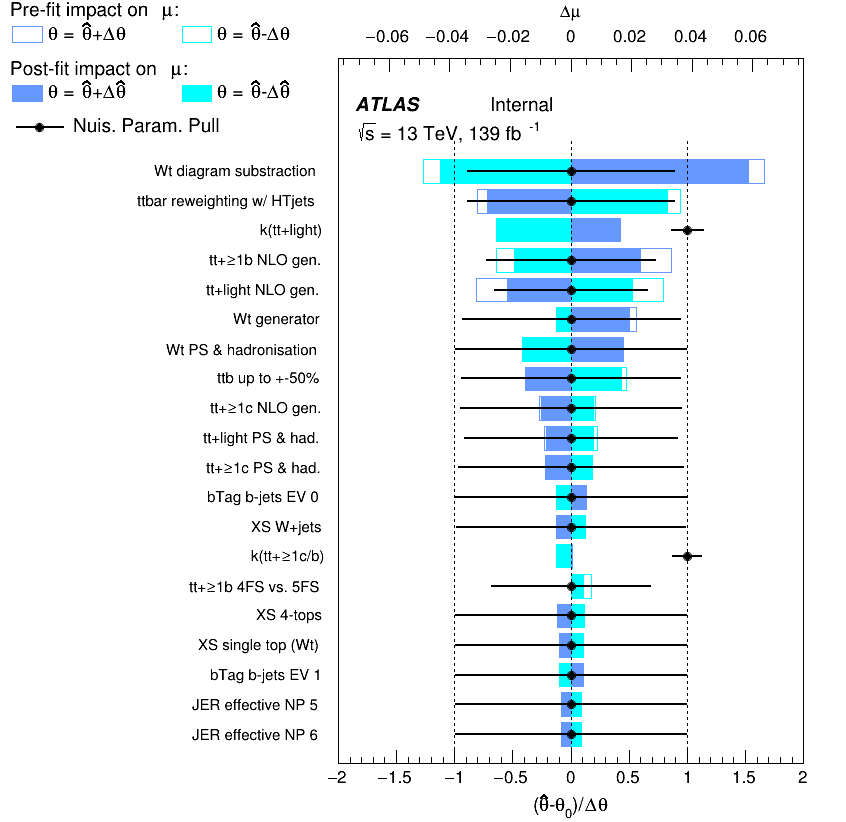 Pre-fit impact on μ:
θ = θ̂+Δθ θ = θ̂-Δθ
Post-fit impact on μ:
θ = θ̂+Δθ̂ θ = θ̂-Δθ̂
Nuis. Param. Pull
Δμ
−0.06 −0.04 −0.02 0 0.02 0.04 0.06
ATLAS Internal
√s = 13 TeV, 139 fb⁻¹
Wt diagram substraction
ttbar reweighting w/ HTjets
k(tt+light)
tt+≥1b NLO gen.
tt+light NLO gen.
Wt generator
Wt PS & hadronisation
ttb up to +-50%
tt+≥1c NLO gen.
tt+light PS & had.
tt+≥1c PS & had.
bTag b-jets EV 0
XS W+jets
k(tt+≥1c/b)
tt+≥1b 4FS vs. 5FS
XS 4-tops
XS single top (Wt)
bTag b-jets EV 1
JER effective NP 5
JER effective NP 6
−2 −1.5 −1 −0.5 0 0.5 1 1.5 2
(θ̂-θ₀)/Δθ